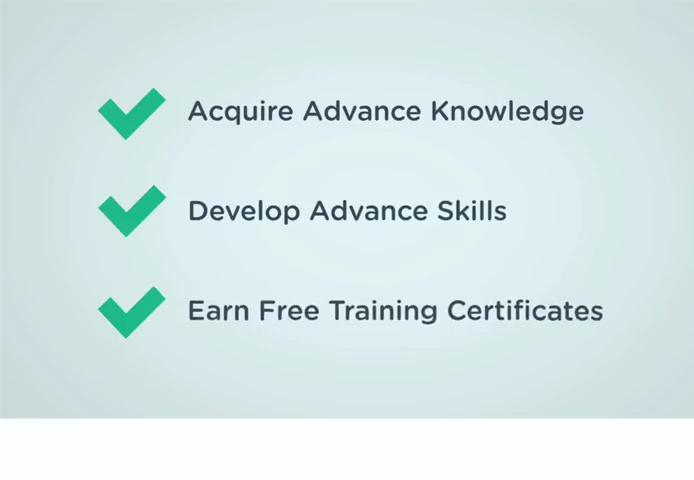 Acquire Advance Knowledge
Develop Advance Skills
Earn Free Training Certificates